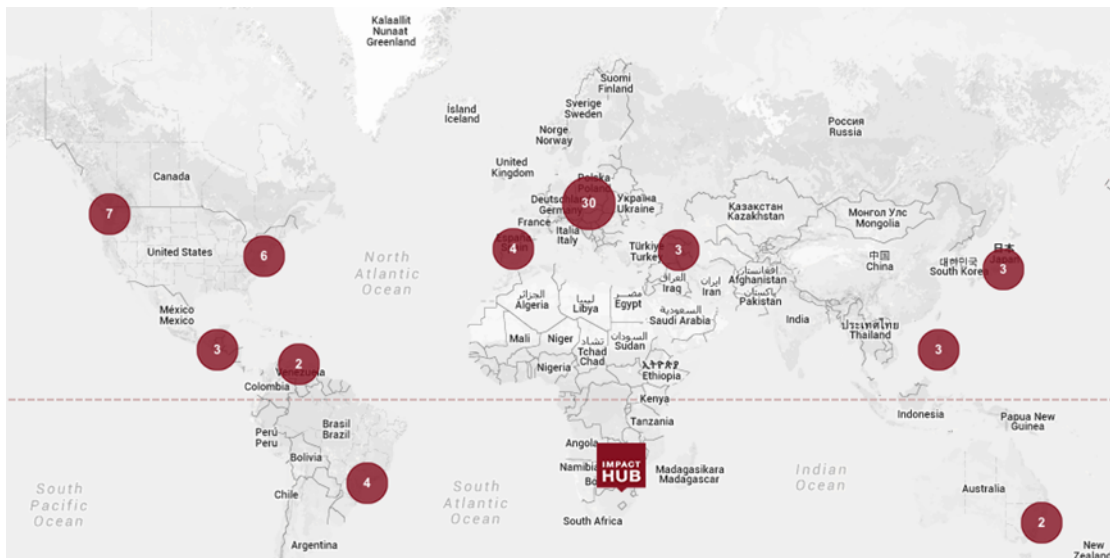 Kalaallit
Nunaat
Greenland
Suomi
Finland
Ísland
Iceland
Sverige
Sweden
Norge
Norway
Россия
Russia
United
Kingdom
Canada
Polska
Poland
30
Deutschland
Germany
Україна
Ukraine
Қазақстан
Kazakhstan
Монгол Улс
Mongolia
7
France
Italia
Italy
United States
6
España
Spain
4
Türkiye
Turkey
3
日本
Japan
3
대한민국
South Korea
中国
China
North
Atlantic
Ocean
افغانستان
Afghanistan
العراق
Iraq
ایران
Iran
پاکستان
Pakistan
الجزائر
Algeria
ليبيا
Libya
مصر
Egypt
السعودية
Saudi Arabia
India
México
Mexico
ประเทศไทย
Thailand
Mali
Niger
تشاد
Tchad
Chad
السودان
Sudan
3
2
Venezuela
Colombia
Nigeria
ኢትዮጵያ
Ethiopia
3
Kenya
Indonesia
Papua New
Guinea
Perú
Peru
Brasil
Brazil
Tanzania
Angola
Bolivia
IMPACT
HUB
Namibia
Bo
Madagasikara
Madagascar
Indian
Ocean
4
South
Pacific
Ocean
Chile
South
Atlantic
Ocean
Australia
South Africa
2
Argentina
New
Zealand